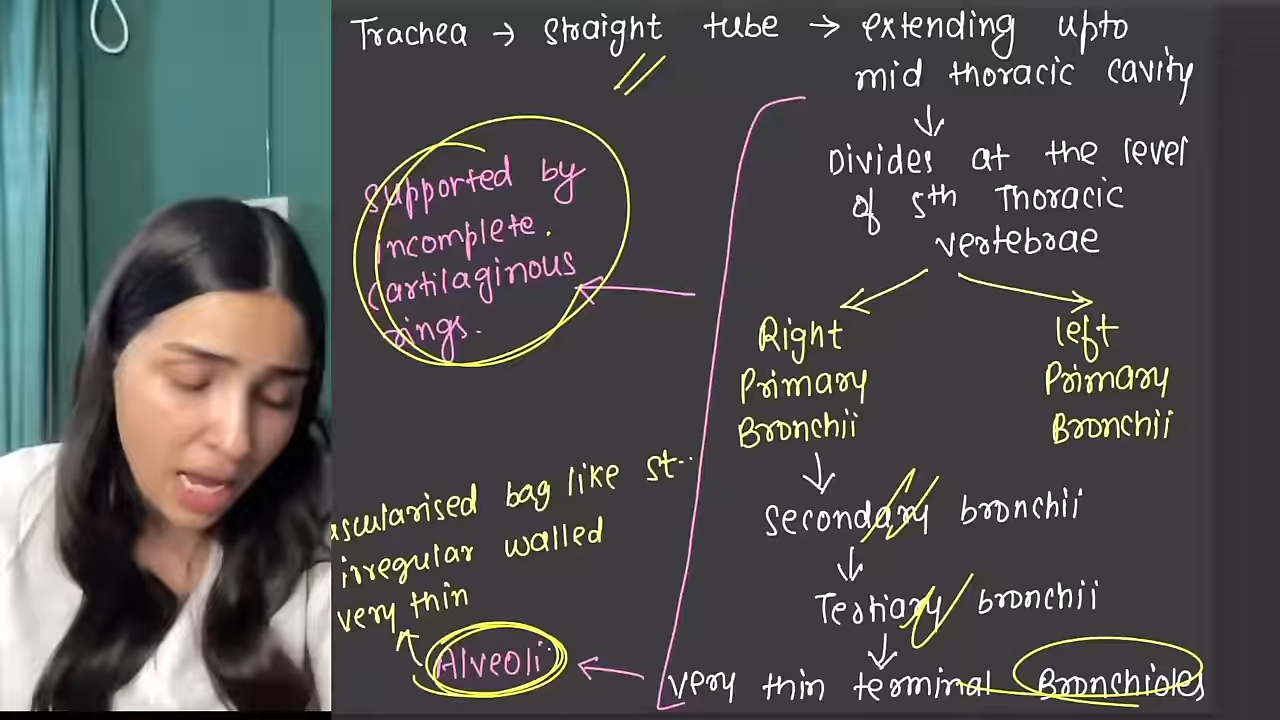 Trachea → straight tube → extending upto
mid thoracic cavity
↓
Divides at the level
of 5th Thoracic
vertebrae
Right
Primary
Bronchii
left
Primary
Bronchii
↓
secondary bronchii
↓
Tertiary bronchii
↓
very thin terminal Bronchioles
supported by
incomplete.
cartilaginous
rings.
Alveoli
ascularised bag like st..
irregular walled
very thin